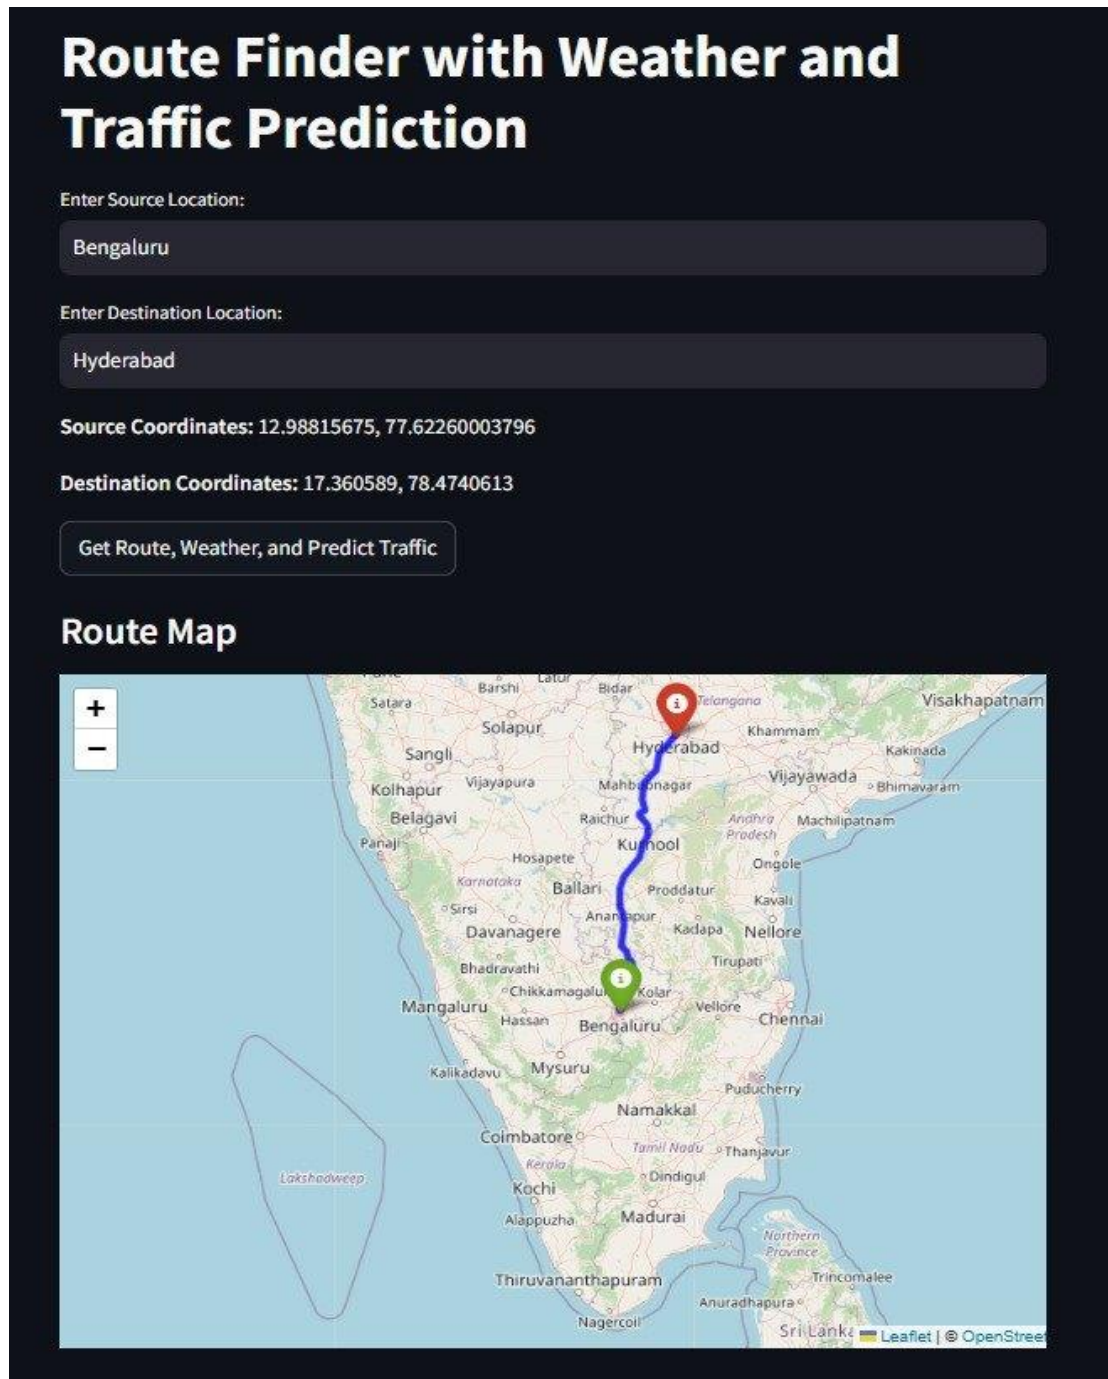 Route Finder with Weather and
Traffic Prediction
Enter Source Location:
Bengaluru
Enter Destination Location:
Hyderabad
Source Coordinates: 12.98815675, 77.62260003796
Destination Coordinates: 17.360589, 78.4740613
Get Route, Weather, and Predict Traffic
Route Map
+
−
Latur
Barshi
Bidar
Satara
Telangana
Visakhapatnam
Solapur
Khammam
Hyderabad
Kakinada
Sangli
Vijayawada
Vijayapura
Mahbubnagar
Bhimavaram
Kolhapur
Belagavi
Raichur
Andhra
Pradesh
Machilipatnam
Panaji
Kurnool
Hosapete
Ongole
Karnataka
Ballari
Proddatur
Kavali
Sirsi
Anantapur
Davanagere
Kadapa
Nellore
Tirupati
Bhadravathi
Chikkamagalu
Kolar
Mangaluru
Hassan
Vellore
Chennai
Bengaluru
Kalikadavu
Mysuru
Puducherry
Namakkal
Coimbatore
Tamil Nadu
Thanjavur
Kerala
Lakshadweep
Dindigul
Kochi
Alappuzha
Madurai
Northern
Province
Thiruvananthapuram
Trincomalee
Anuradhapura
Nagercoil
Sri Lanka
Leaflet | © OpenStreet